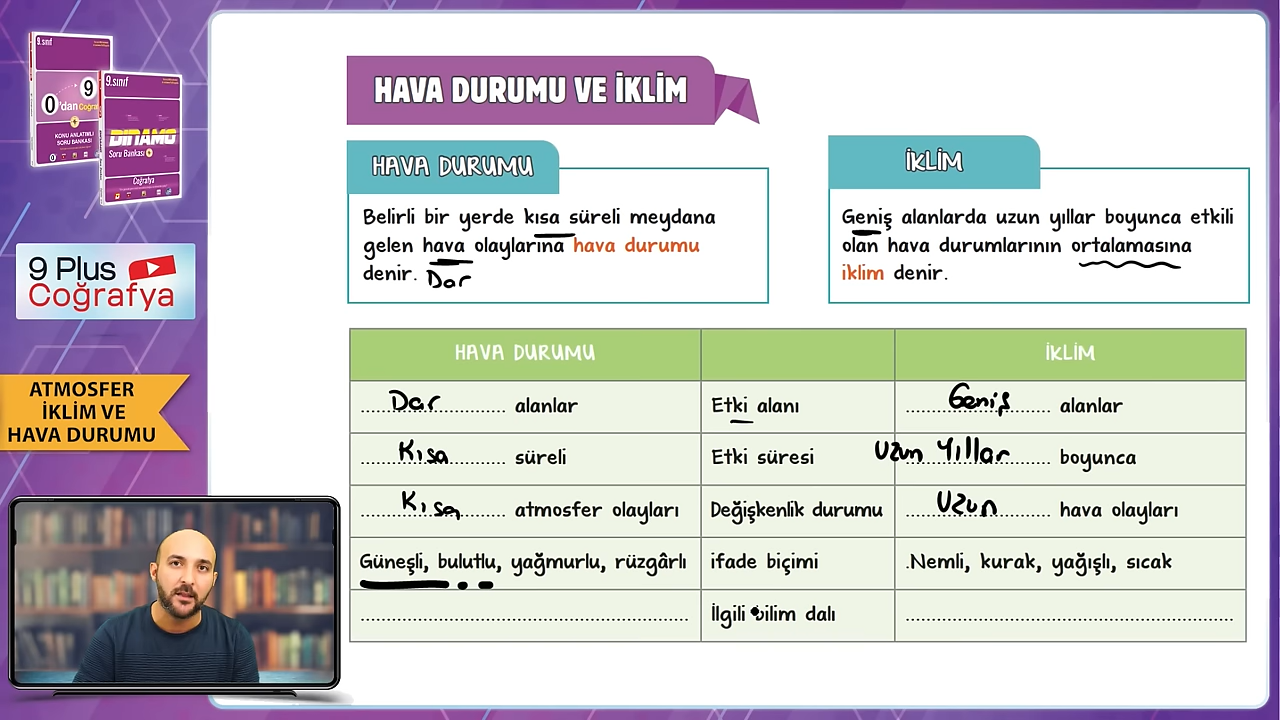 9.sınıf
0'dan 9
Coğrafya
KONU ANLATIMLI
SORU BANKASI
9.sınıf
DINAMO
Soru Bankası
Coğrafya
9 Plus
Coğrafya
ATMOSFER
İKLİM VE
HAVA DURUMU
HAVA DURUMU VE İKLİM
HAVA DURUMU
Belirli bir yerde kısa süreli meydana
gelen hava olaylarına hava durumu
denir. Dar
İKLİM
Geniş alanlarda uzun yıllar boyunca etkili
olan hava durumlarının ortalamasına
iklim denir.
HAVA DURUMU İKLİM
Dar alanlar Etki alanı Geniş alanlar
Kısa süreli Etki süresi Uzun Yıllar boyunca
Kısa atmosfer olayları Değişkenlik durumu Uzun hava olayları
Güneşli, bulutlu, yağmurlu, rüzgârlı ifade biçimi .Nemli, kurak, yağışlı, sıcak
İlgili bilim dalı